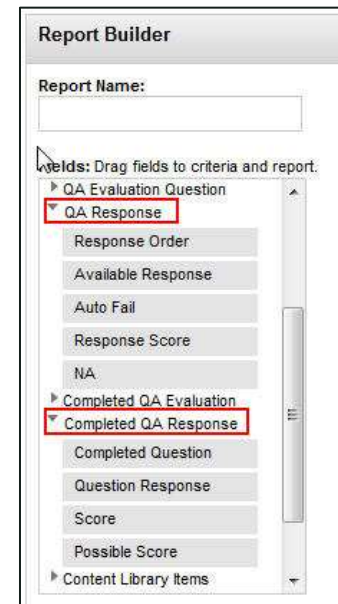 Report Builder
Report Name:
Fields: Drag fields to criteria and report.
QA Evaluation Question
QA Response
Response Order
Available Response
Auto Fail
Response Score
NA
Completed QA Evaluation
Completed QA Response
Completed Question
Question Response
Score
Possible Score
Content Library Items